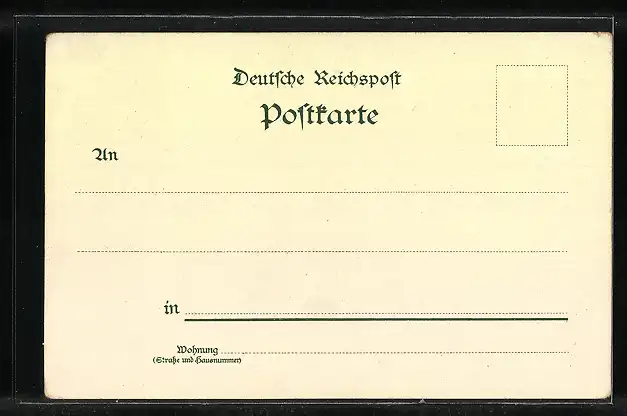 Deutſche Reichspoſt
Poſtkarte
An
in
Wohnung
(Straße und Hausnummer)